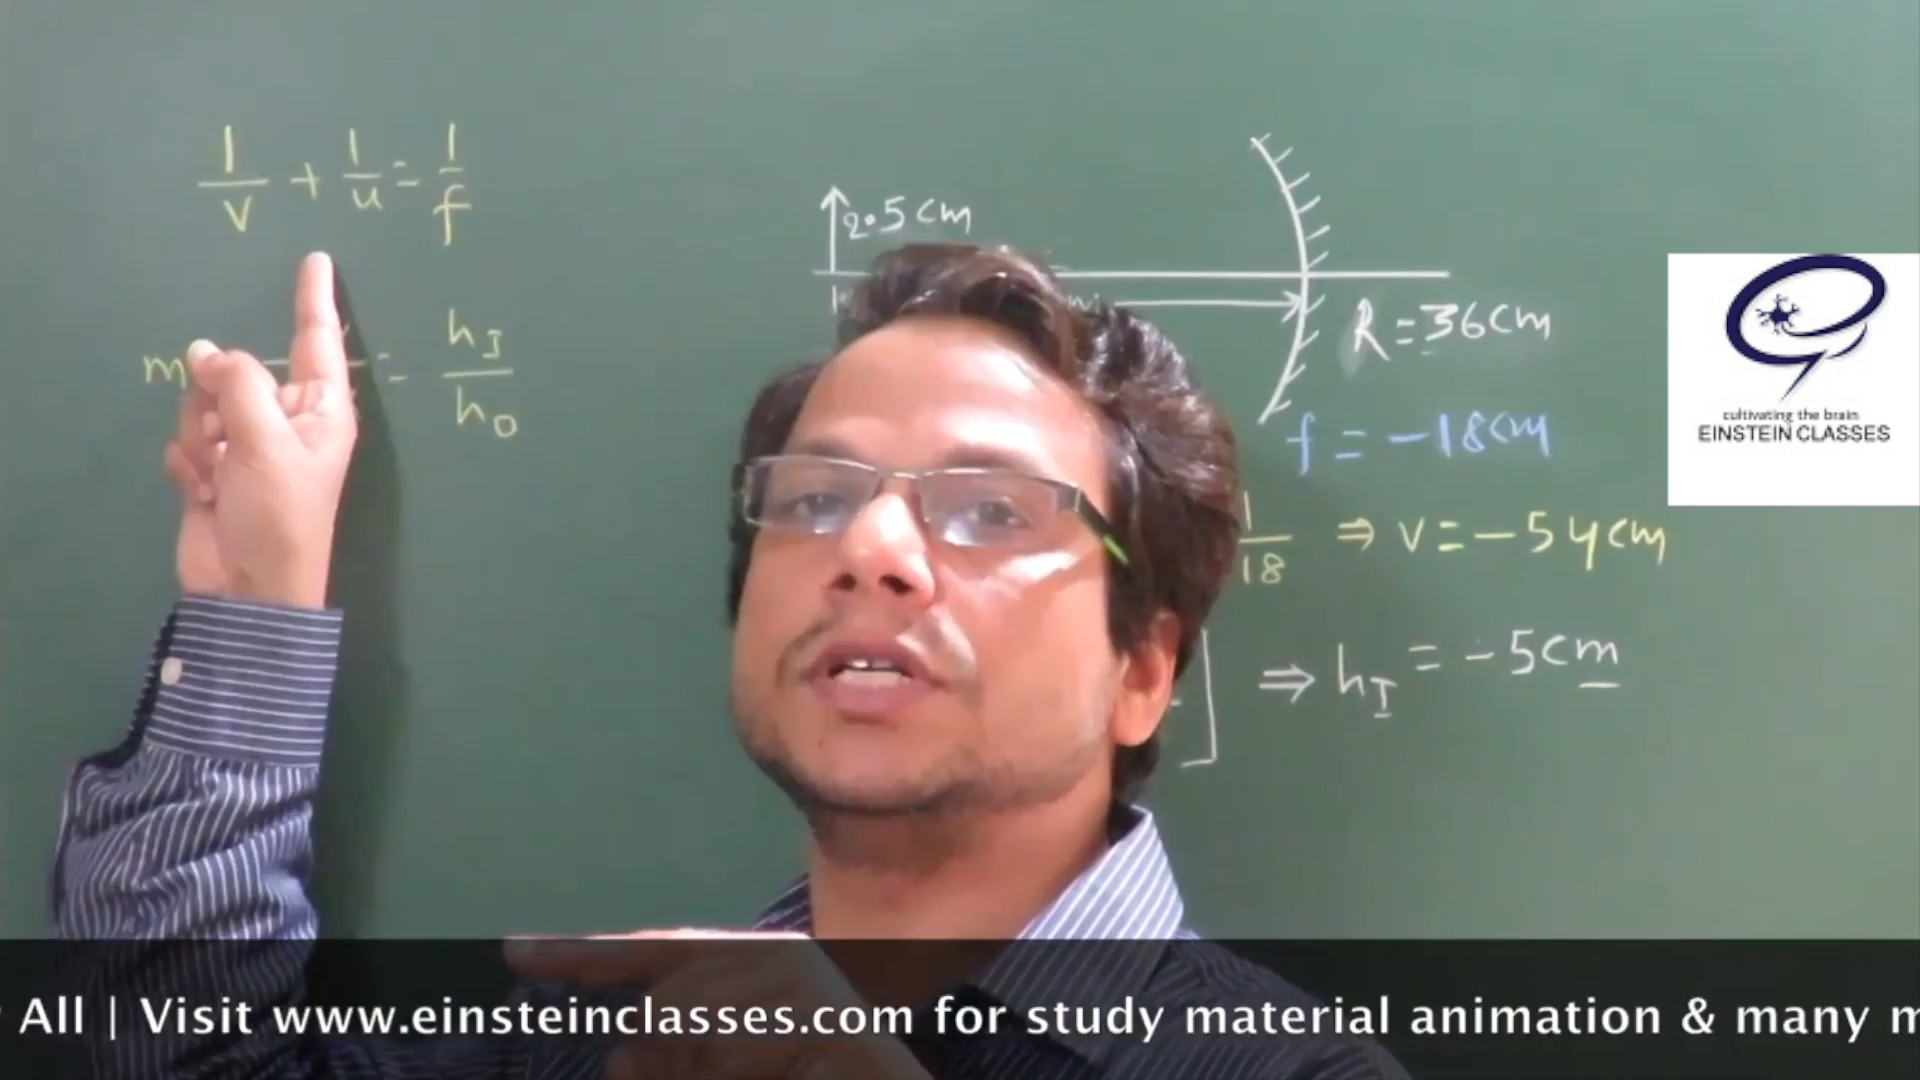 1/v + 1/u = 1/f
2.5cm
R=36cm
m = h_I/h_O
f = -18cm
1/18 ⇒ v=-54cm
] ⇒ h_I = -5cm
cultivating the brain
EINSTEIN CLASSES
All | Visit www.einsteinclasses.com for study material animation & many m